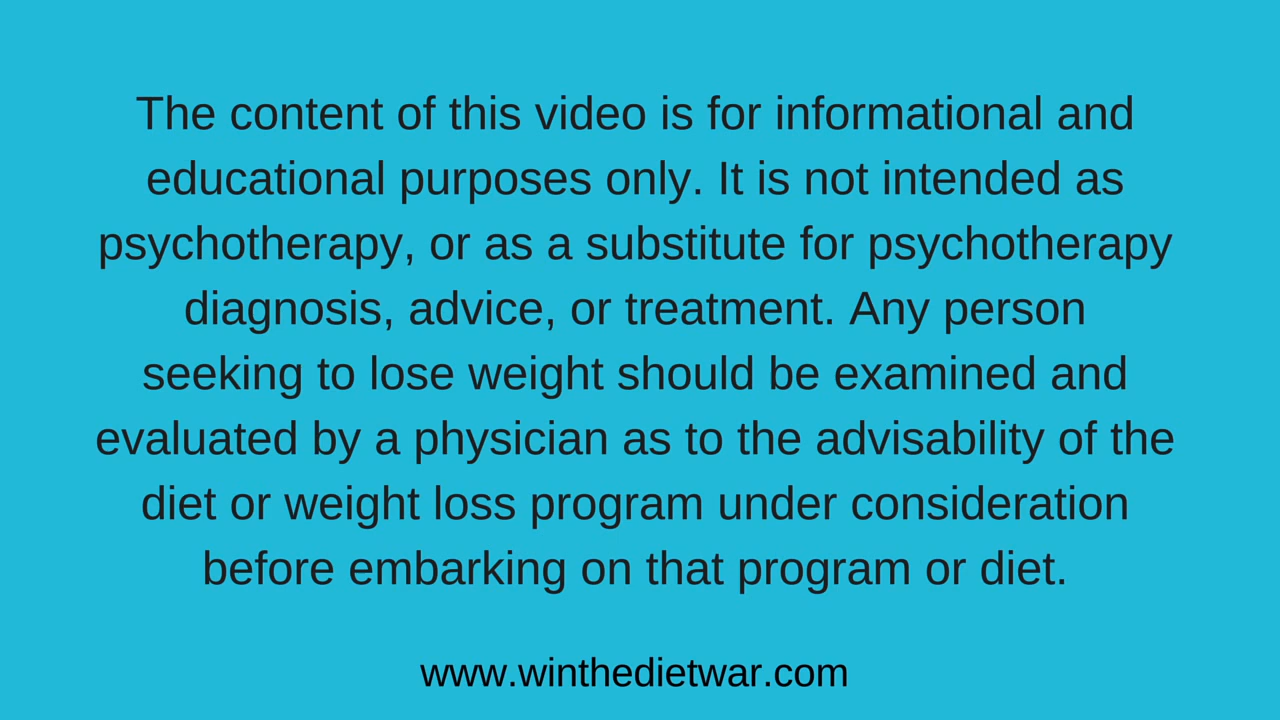 The content of this video is for informational and
educational purposes only. It is not intended as
psychotherapy, or as a substitute for psychotherapy
diagnosis, advice, or treatment. Any person
seeking to lose weight should be examined and
evaluated by a physician as to the advisability of the
diet or weight loss program under consideration
before embarking on that program or diet.
www.winthedietwar.com